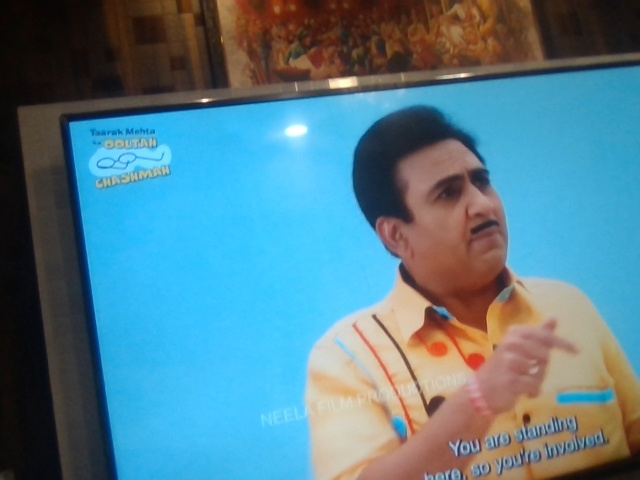 Taarak Mehta
Ka OOLTAH
CHASHMAH
NEELA FILM PRODUCTIONS
You are standing
here, so you're involved.